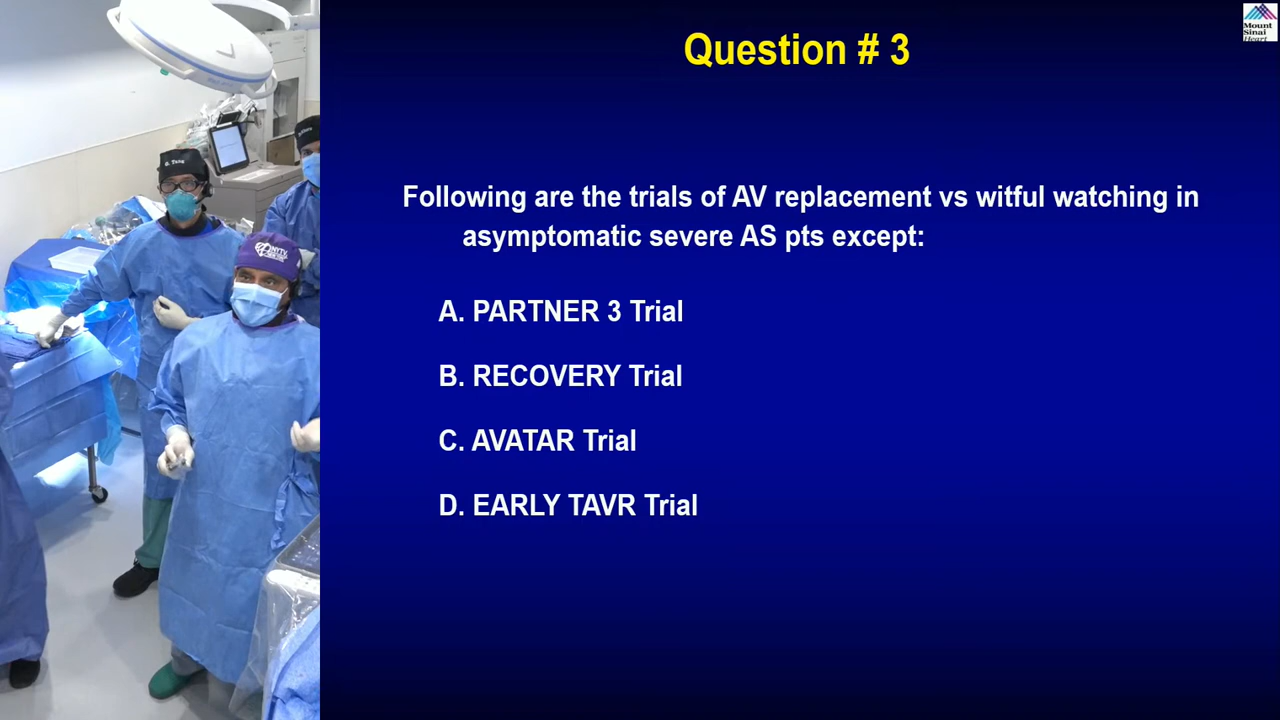 Mount
Sinai
Heart
Question # 3
Following are the trials of AV replacement vs witful watching in
asymptomatic severe AS pts except:
A. PARTNER 3 Trial
B. RECOVERY Trial
C. AVATAR Trial
D. EARLY TAVR Trial
G. Tang